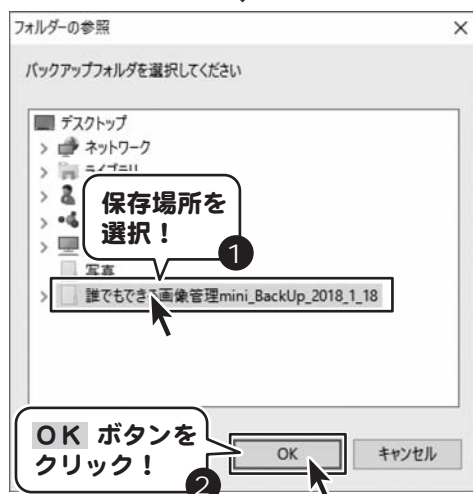 フォルダーの参照
バックアップフォルダを選択してください
デスクトップ
ネットワーク
保存場所を
選択！
1
写真
誰でもできる画像管理mini_BackUp_2018_1_18
OK ボタンを
クリック！
2
OK
キャンセル